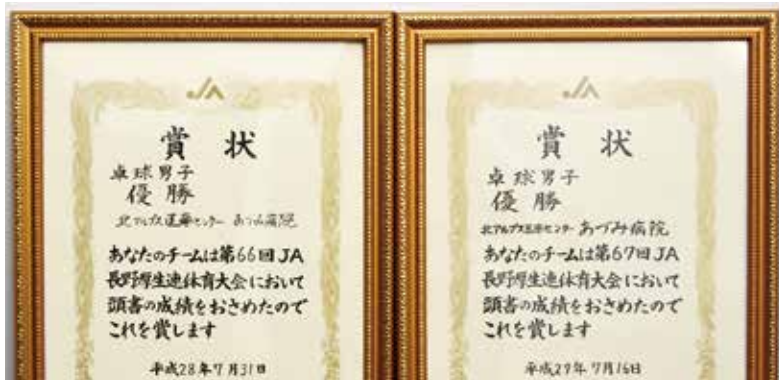 JA
賞状
卓球男子
優勝
北アルプス医療センター あづみ病院
あなたのチームは第66回JA
長野厚生連体育大会において
頭書の成績をおさめたので
これを賞します
平成28年7月31日
JA
賞状
卓球男子
優勝
北アルプス医療センター あづみ病院
あなたのチームは第67回JA
長野厚生連体育大会において
頭書の成績をおさめたので
これを賞します
平成29年7月16日